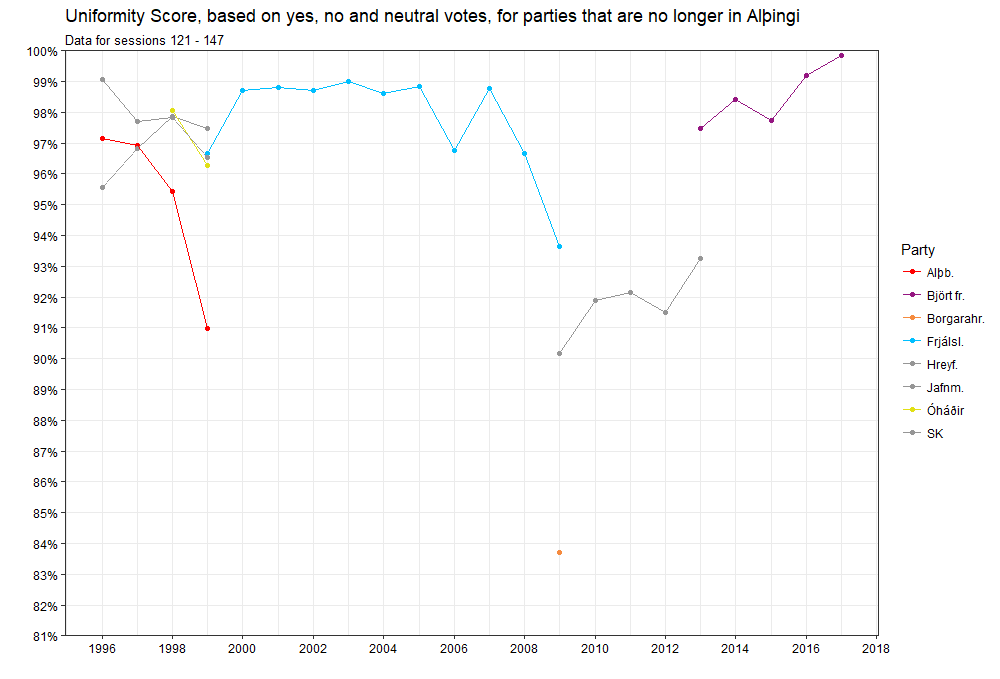 Uniformity Score, based on yes, no and neutral votes, for parties that are no longer in Alþingi
Data for sessions 121 - 147
100%
99%
98%
97%
96%
95%
94%
93%
92%
91%
90%
89%
88%
87%
86%
85%
84%
83%
82%
81%
1996 1998 2000 2002 2004 2006 2008 2010 2012 2014 2016 2018
Party
Alþb.
Björt fr.
Borgarahr.
Frjálsl.
Hreyf.
Jafnm.
Óháðir
SK